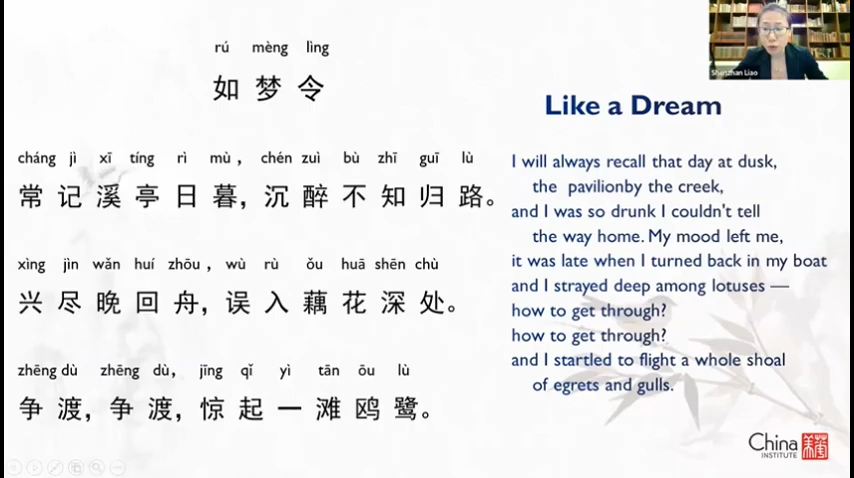 Shenzhan Liao
rú mèng lìng
如 梦 令
cháng jì xī tíng rì mù , chén zuì bù zhī guī lù
常 记 溪 亭 日 暮, 沉 醉 不 知 归 路。
xìng jìn wǎn huí zhōu , wù rù ǒu huā shēn chù
兴 尽 晚 回 舟, 误 入 藕 花 深 处。
zhēng dù zhēng dù, jīng qǐ yì tān ōu lù
争 渡, 争 渡, 惊 起 一 滩 鸥 鹭。
Like a Dream
I will always recall that day at dusk,
the pavilionby the creek,
and I was so drunk I couldn't tell
the way home. My mood left me,
it was late when I turned back in my boat
and I strayed deep among lotuses —
how to get through?
how to get through?
and I startled to flight a whole shoal
of egrets and gulls.
China
INSTITUTE